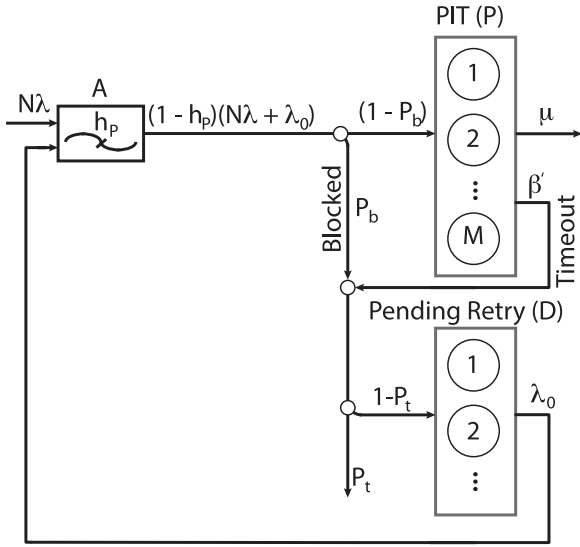 PIT (P)
1
A
Nλ
h_P
(1 - h_P)(Nλ + λ_0)
(1 - P_b)
2
μ
...
β'
Blocked
P_b
M
Timeout
Pending Retry (D)
1
1-P_t
2
λ_0
...
P_t